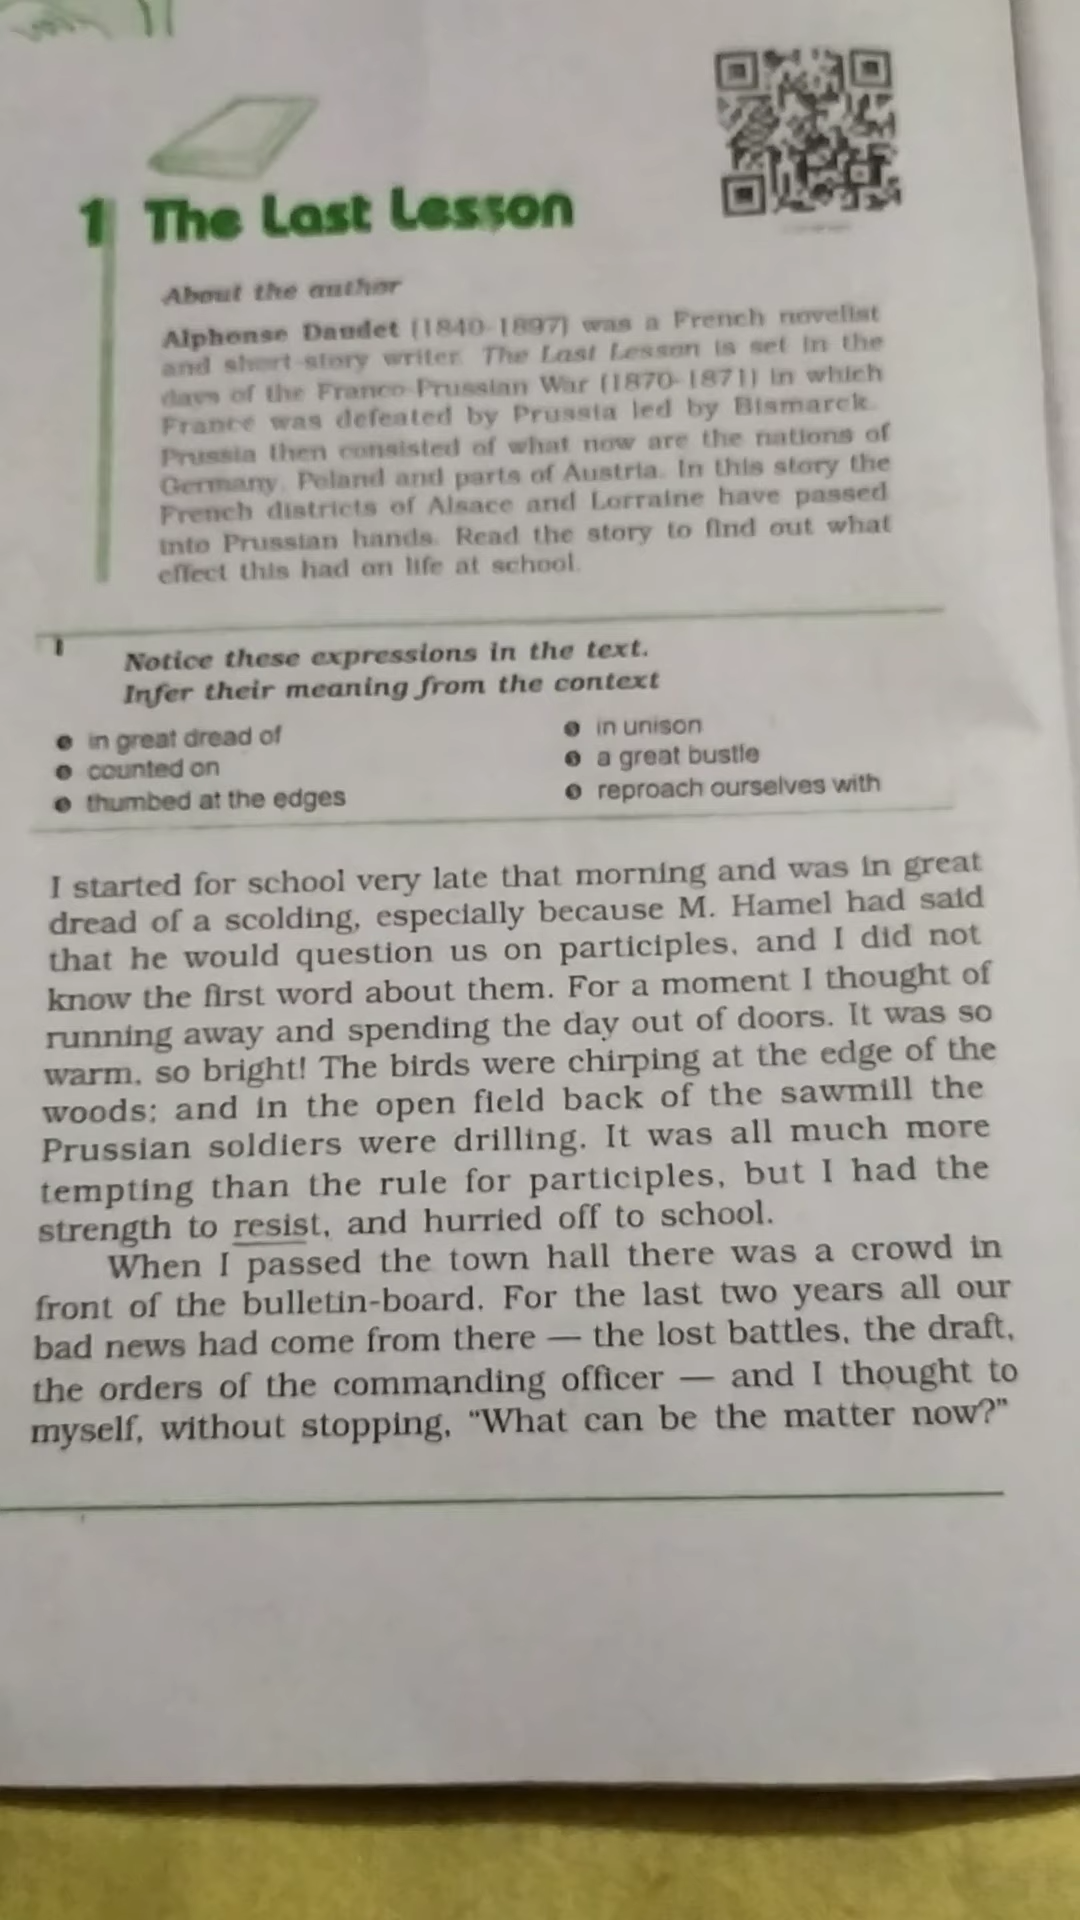 1 The Last Lesson
About the author
Alphonse Daudet (1840-1897) was a French novelist
and short-story writer. The Last Lesson is set in the
days of the Franco-Prussian War (1870-1871) in which
France was defeated by Prussia led by Bismarck.
Prussia then consisted of what now are the nations of
Germany, Poland and parts of Austria. In this story the
French districts of Alsace and Lorraine have passed
into Prussian hands. Read the story to find out what
effect this had on life at school.
Notice these expressions in the text.
Infer their meaning from the context
in great dread of
counted on
thumbed at the edges
in unison
a great bustle
reproach ourselves with
I started for school very late that morning and was in great
dread of a scolding, especially because M. Hamel had said
that he would question us on participles, and I did not
know the first word about them. For a moment I thought of
running away and spending the day out of doors. It was so
warm, so bright! The birds were chirping at the edge of the
woods; and in the open field back of the sawmill the
Prussian soldiers were drilling. It was all much more
tempting than the rule for participles, but I had the
strength to resist, and hurried off to school.
When I passed the town hall there was a crowd in
front of the bulletin-board. For the last two years all our
bad news had come from there — the lost battles, the draft,
the orders of the commanding officer — and I thought to
myself, without stopping, “What can be the matter now?”